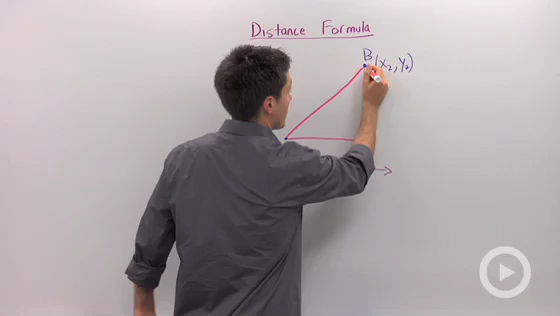 Distance Formula
B (x₂, y₂)